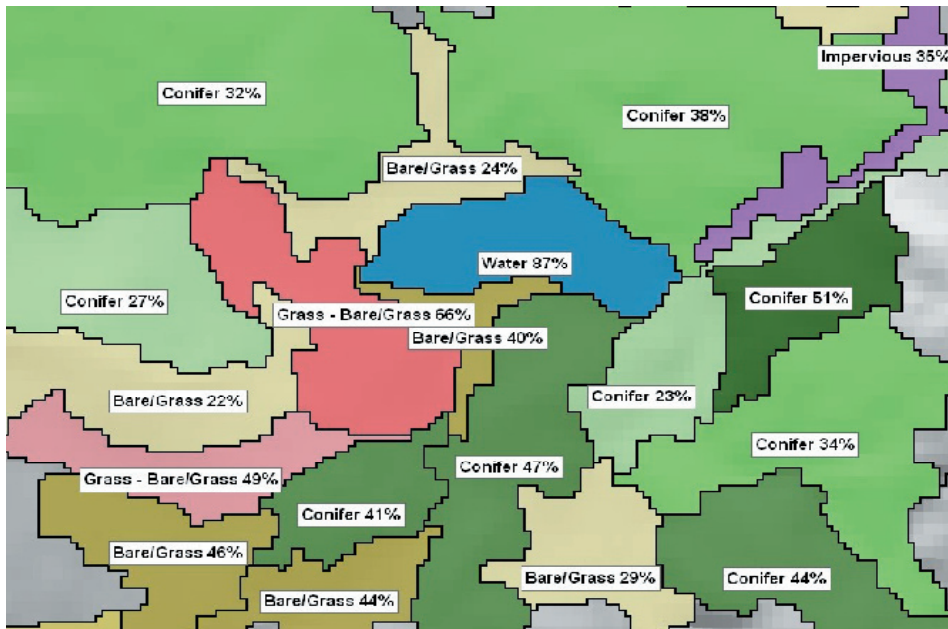 Impervious 35%
Conifer 32%
Conifer 38%
Bare/Grass 24%
Water 87%
Conifer 27%
Conifer 51%
Grass - Bare/Grass 66%
Bare/Grass 40%
Bare/Grass 22%
Conifer 23%
Conifer 34%
Conifer 47%
Grass - Bare/Grass 49%
Conifer 41%
Bare/Grass 46%
Bare/Grass 29%
Conifer 44%
Bare/Grass 44%